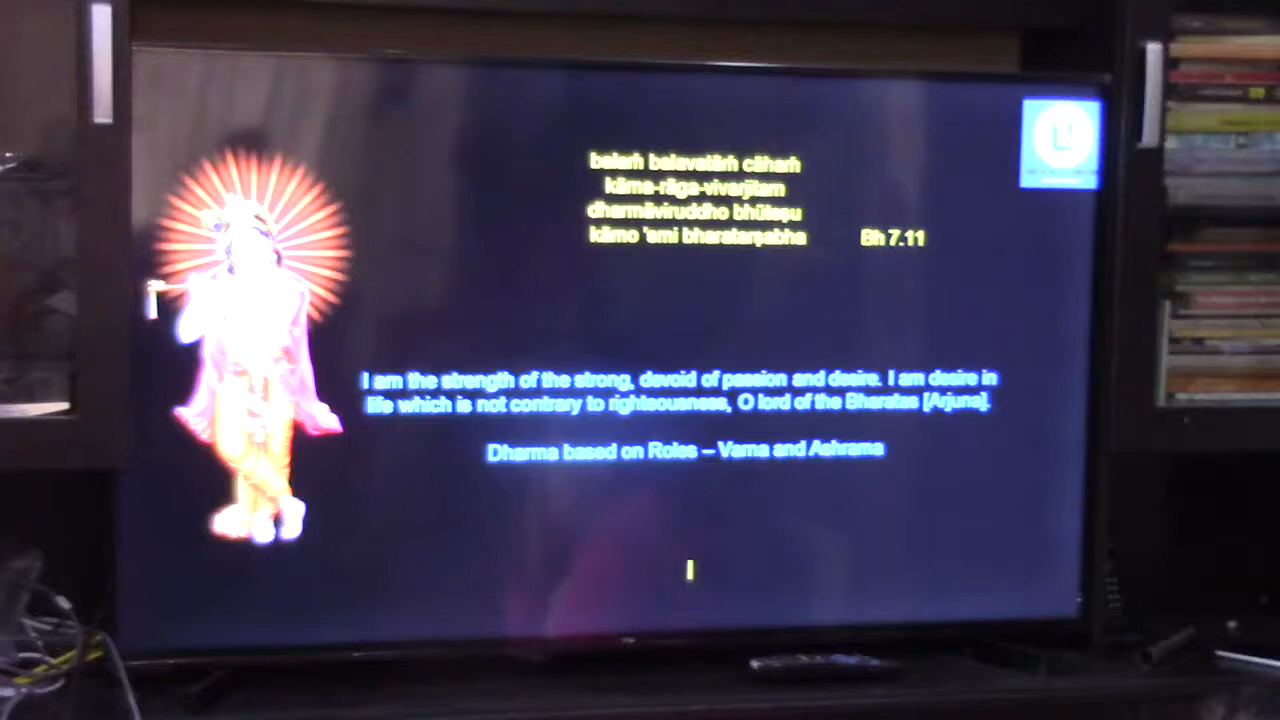 balaṁ balavatāṁ cāhaṁ
kāma-rāga-vivarjitam
dharmāviruddho bhūteṣu
kāmo 'smi bharatarṣabha Bh 7.11
I am the strength of the strong, devoid of passion and desire. I am desire in
life which is not contrary to righteousness, O lord of the Bharatas [Arjuna].
Dharma based on Roles – Varna and Ashrama